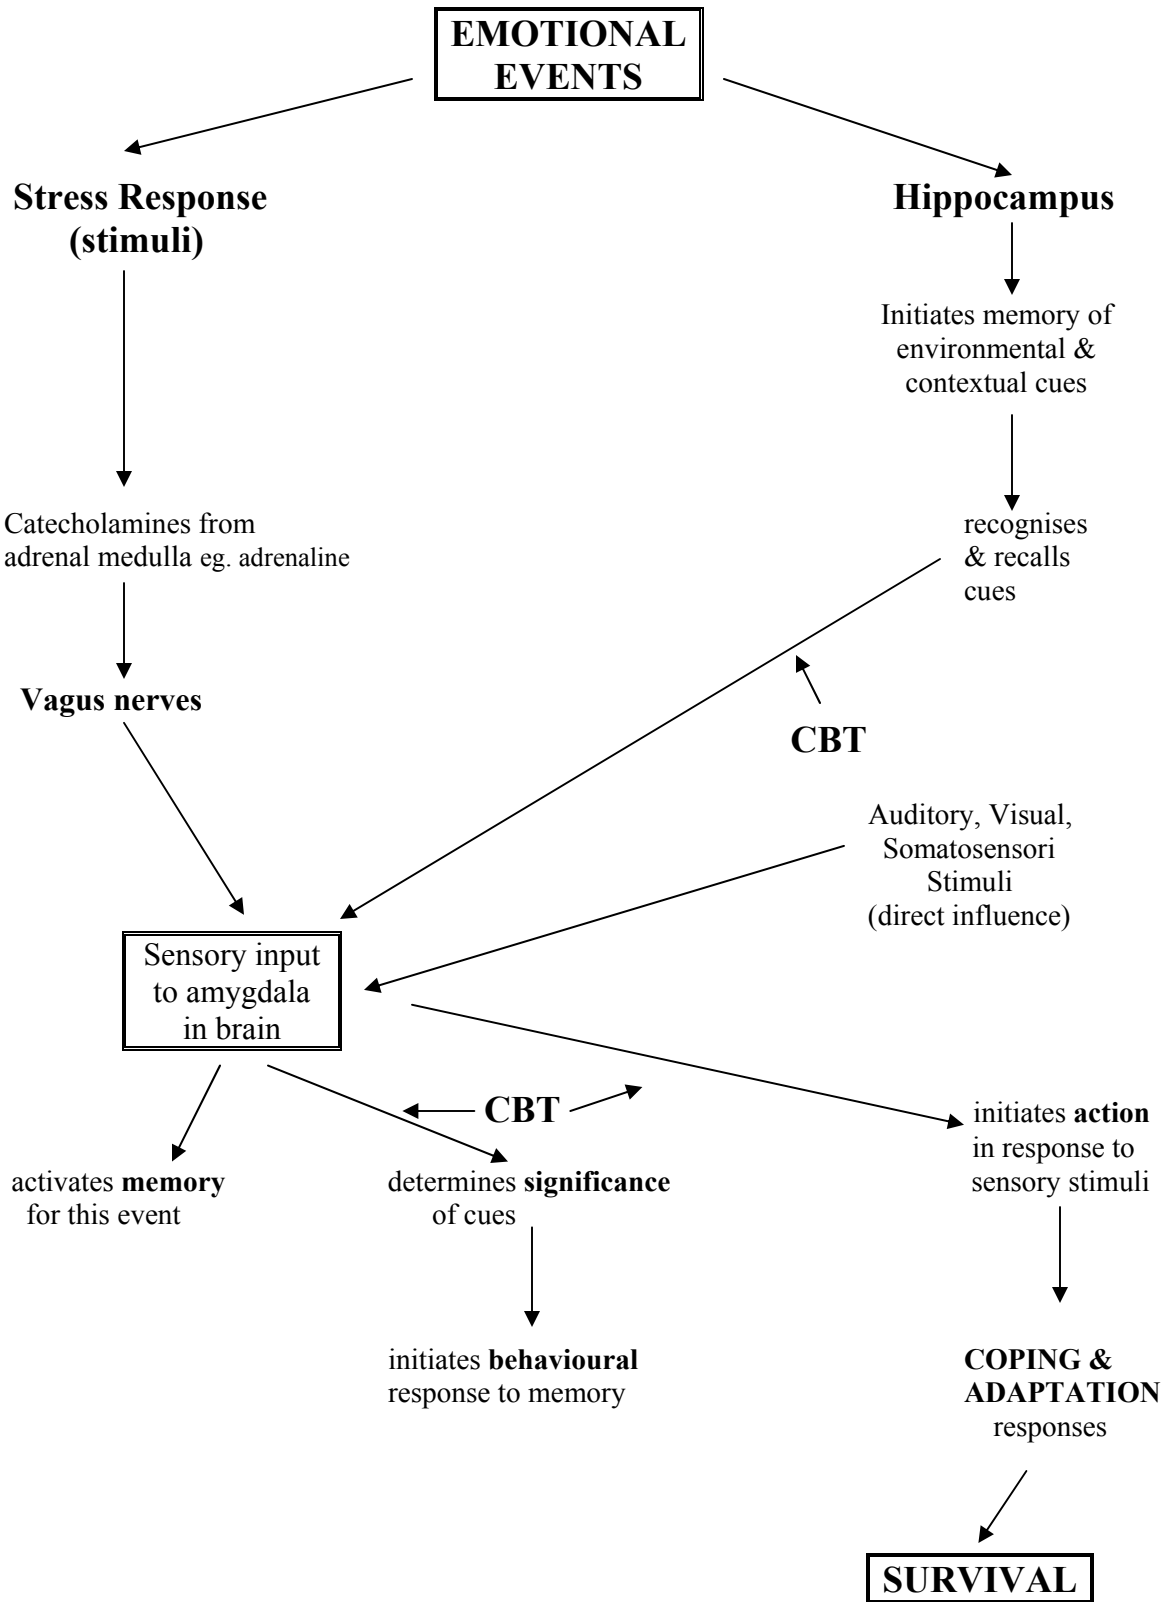 EMOTIONAL
EVENTS
Stress Response
(stimuli)
Hippocampus
Initiates memory of
environmental &
contextual cues
Catecholamines from
adrenal medulla eg. adrenaline
recognises
& recalls
cues
Vagus nerves
CBT
Auditory, Visual,
Somatosensori
Stimuli
(direct influence)
Sensory input
to amygdala
in brain
CBT
initiates action
in response to
sensory stimuli
activates memory
for this event
determines significance
of cues
initiates behavioural
response to memory
COPING &
ADAPTATION
responses
SURVIVAL